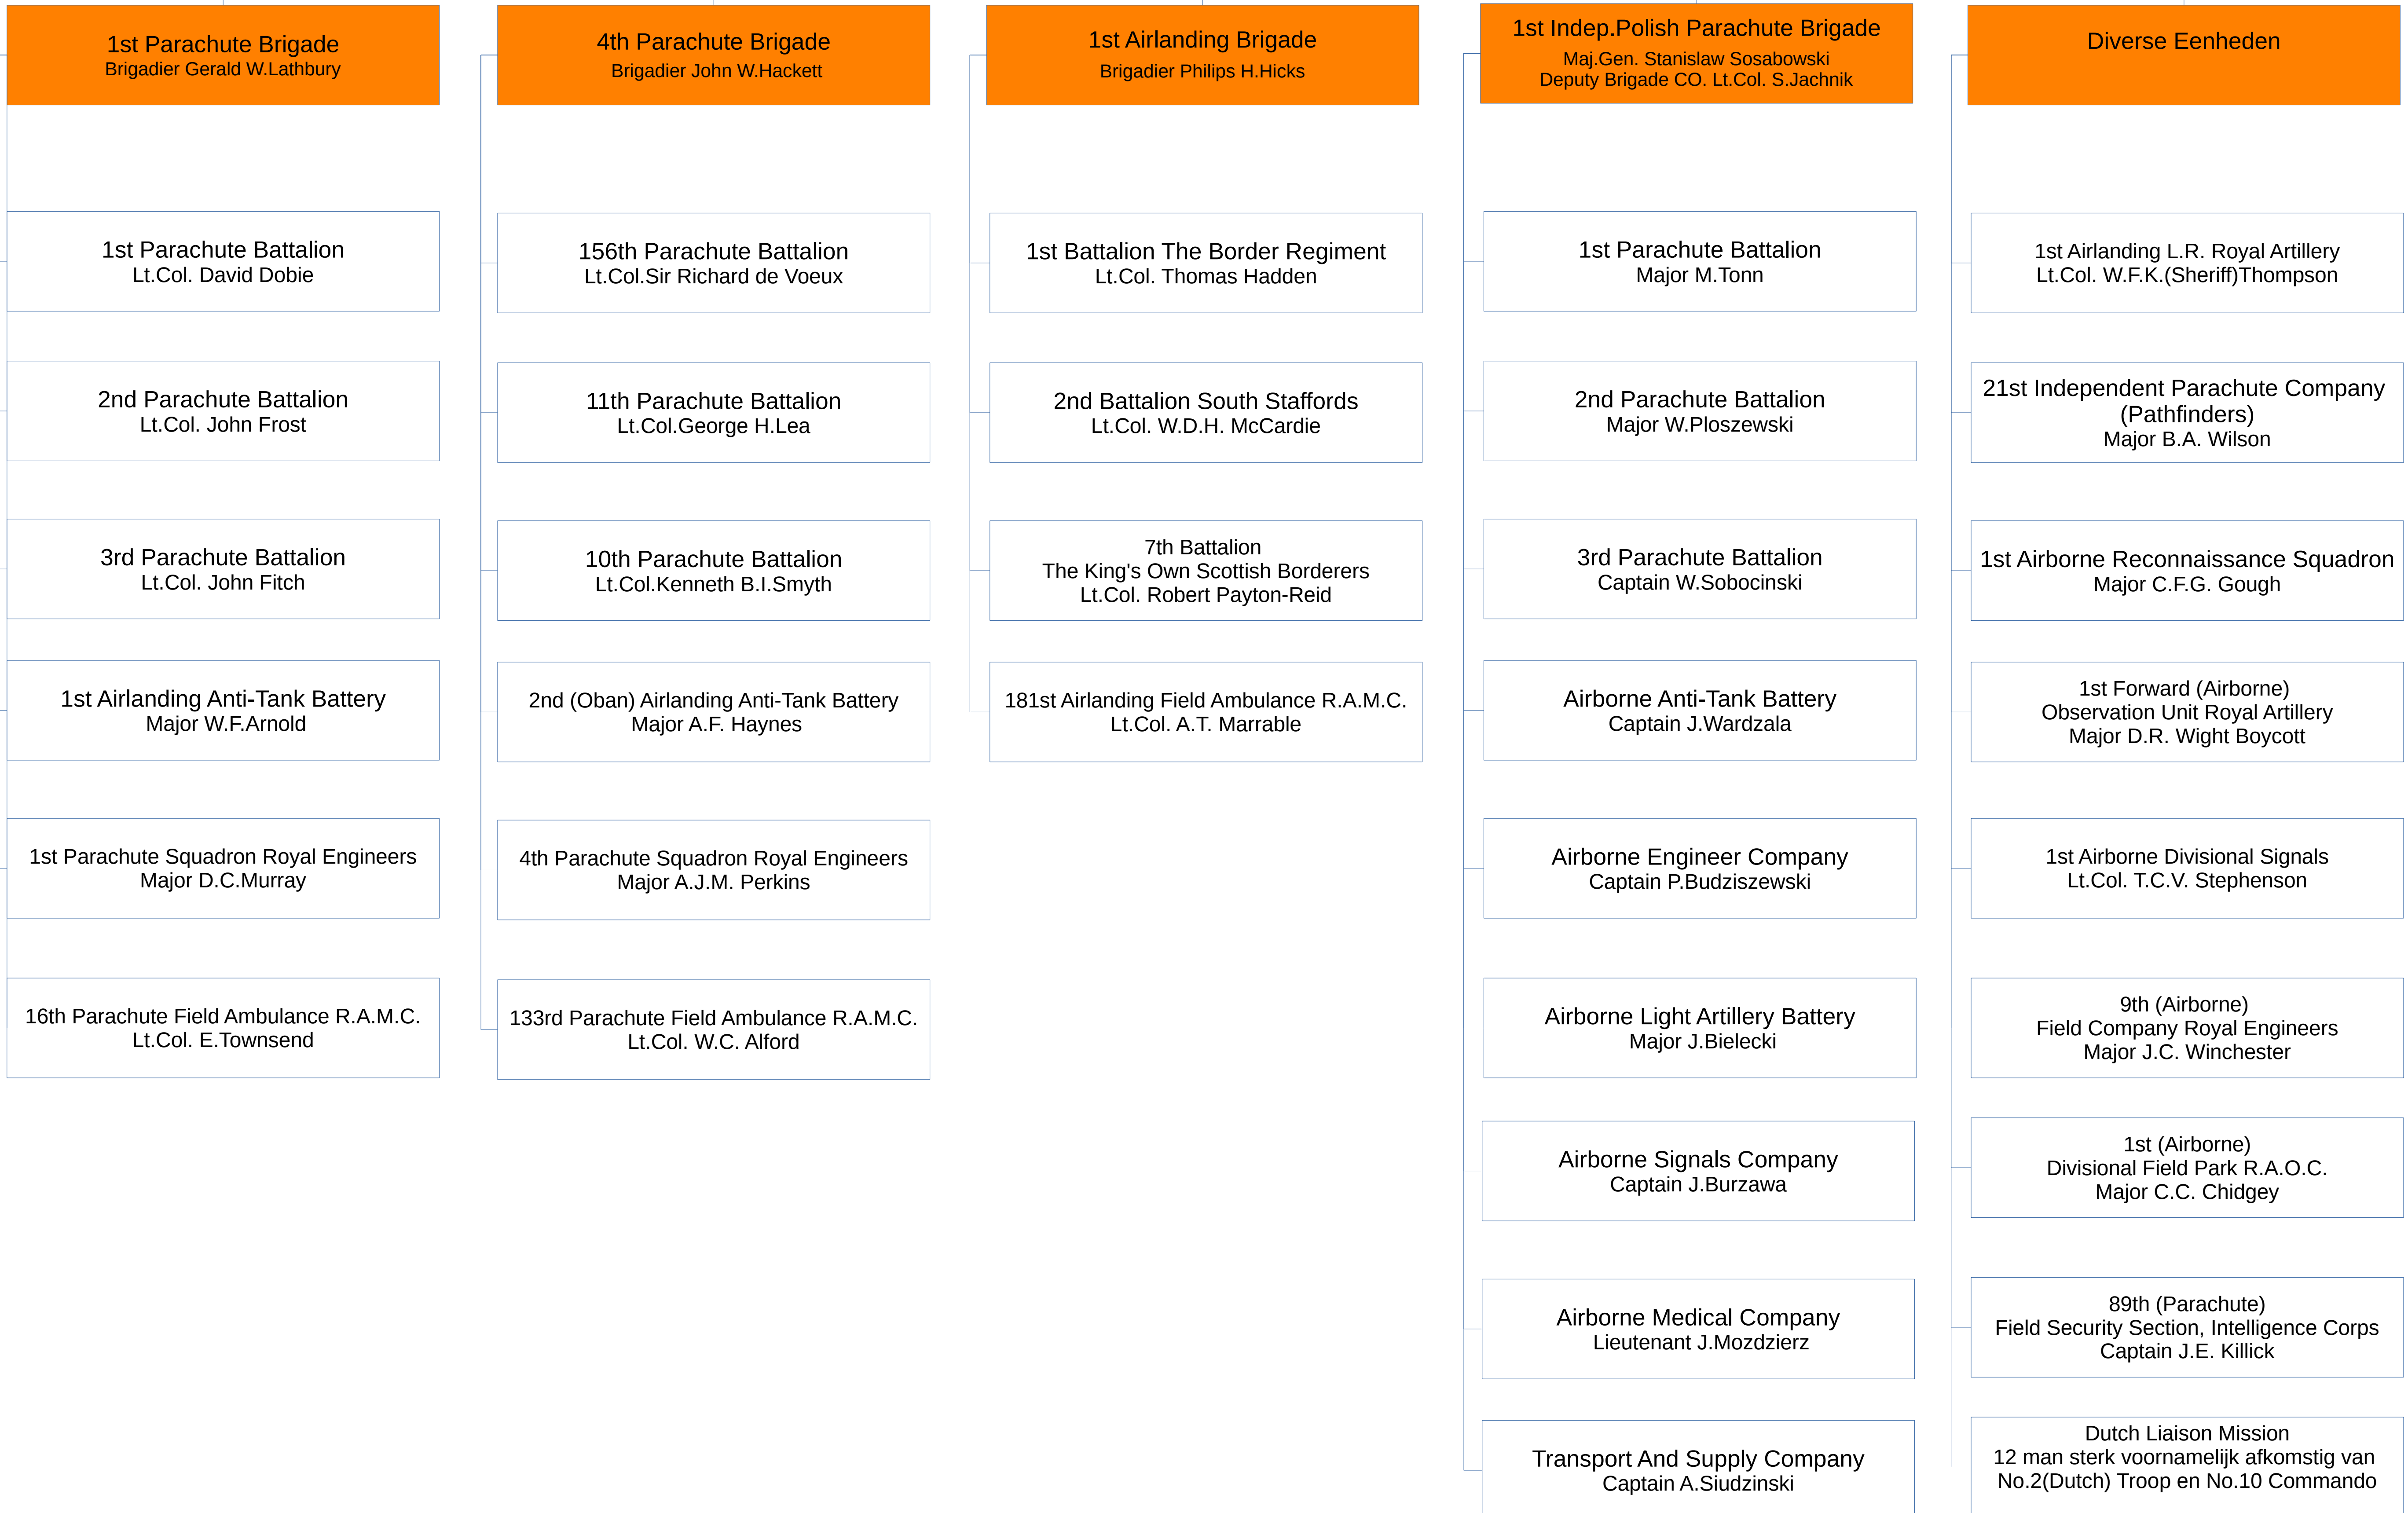 1st Parachute Brigade
Brigadier Gerald W.Lathbury
1st Parachute Battalion
Lt.Col. David Dobie
2nd Parachute Battalion
Lt.Col. John Frost
3rd Parachute Battalion
Lt.Col. John Fitch
1st Airlanding Anti-Tank Battery
Major W.F.Arnold
1st Parachute Squadron Royal Engineers
Major D.C.Murray
16th Parachute Field Ambulance R.A.M.C.
Lt.Col. E.Townsend
4th Parachute Brigade
Brigadier John W.Hackett
156th Parachute Battalion
Lt.Col.Sir Richard de Voeux
11th Parachute Battalion
Lt.Col.George H.Lea
10th Parachute Battalion
Lt.Col.Kenneth B.I.Smyth
2nd (Oban) Airlanding Anti-Tank Battery
Major A.F. Haynes
4th Parachute Squadron Royal Engineers
Major A.J.M. Perkins
133rd Parachute Field Ambulance R.A.M.C.
Lt.Col. W.C. Alford
1st Airlanding Brigade
Brigadier Philips H.Hicks
1st Battalion The Border Regiment
Lt.Col. Thomas Hadden
2nd Battalion South Staffords
Lt.Col. W.D.H. McCardie
7th Battalion
The King's Own Scottish Borderers
Lt.Col. Robert Payton-Reid
181st Airlanding Field Ambulance R.A.M.C.
Lt.Col. A.T. Marrable
1st Indep.Polish Parachute Brigade
Maj.Gen. Stanislaw Sosabowski
Deputy Brigade CO. Lt.Col. S.Jachnik
1st Parachute Battalion
Major M.Tonn
2nd Parachute Battalion
Major W.Ploszewski
3rd Parachute Battalion
Captain W.Sobocinski
Airborne Anti-Tank Battery
Captain J.Wardzala
Airborne Engineer Company
Captain P.Budziszewski
Airborne Light Artillery Battery
Major J.Bielecki
Airborne Signals Company
Captain J.Burzawa
Airborne Medical Company
Lieutenant J.Mozdzierz
Transport And Supply Company
Captain A.Siudzinski
Diverse Eenheden
1st Airlanding L.R. Royal Artillery
Lt.Col. W.F.K.(Sheriff)Thompson
21st Independent Parachute Company
(Pathfinders)
Major B.A. Wilson
1st Airborne Reconnaissance Squadron
Major C.F.G. Gough
1st Forward (Airborne)
Observation Unit Royal Artillery
Major D.R. Wight Boycott
1st Airborne Divisional Signals
Lt.Col. T.C.V. Stephenson
9th (Airborne)
Field Company Royal Engineers
Major J.C. Winchester
1st (Airborne)
Divisional Field Park R.A.O.C.
Major C.C. Chidgey
89th (Parachute)
Field Security Section, Intelligence Corps
Captain J.E. Killick
Dutch Liaison Mission
12 man sterk voornamelijk afkomstig van
No.2(Dutch) Troop en No.10 Commando